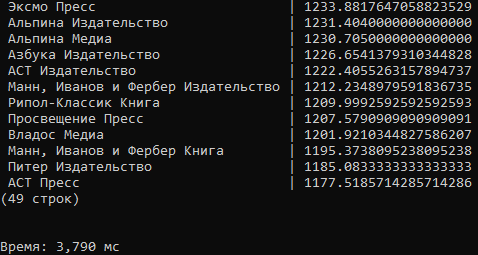 Эксмо Пресс | 1233.8817647058823529
Альпина Издательство | 1231.4040000000000000
Альпина Медиа | 1230.7050000000000000
Азбука Издательство | 1226.6541379310344828
АСТ Издательство | 1222.4055263157894737
Манн, Иванов и Фербер Издательство | 1212.2348979591836735
Рипол-Классик Книга | 1209.9992592592592593
Просвещение Пресс | 1207.5790909090909091
Владос Медиа | 1201.9210344827586207
Манн, Иванов и Фербер Книга | 1195.3738095238095238
Питер Издательство | 1185.0833333333333333
АСТ Пресс | 1177.5185714285714286
(49 строк)
Время: 3,790 мс